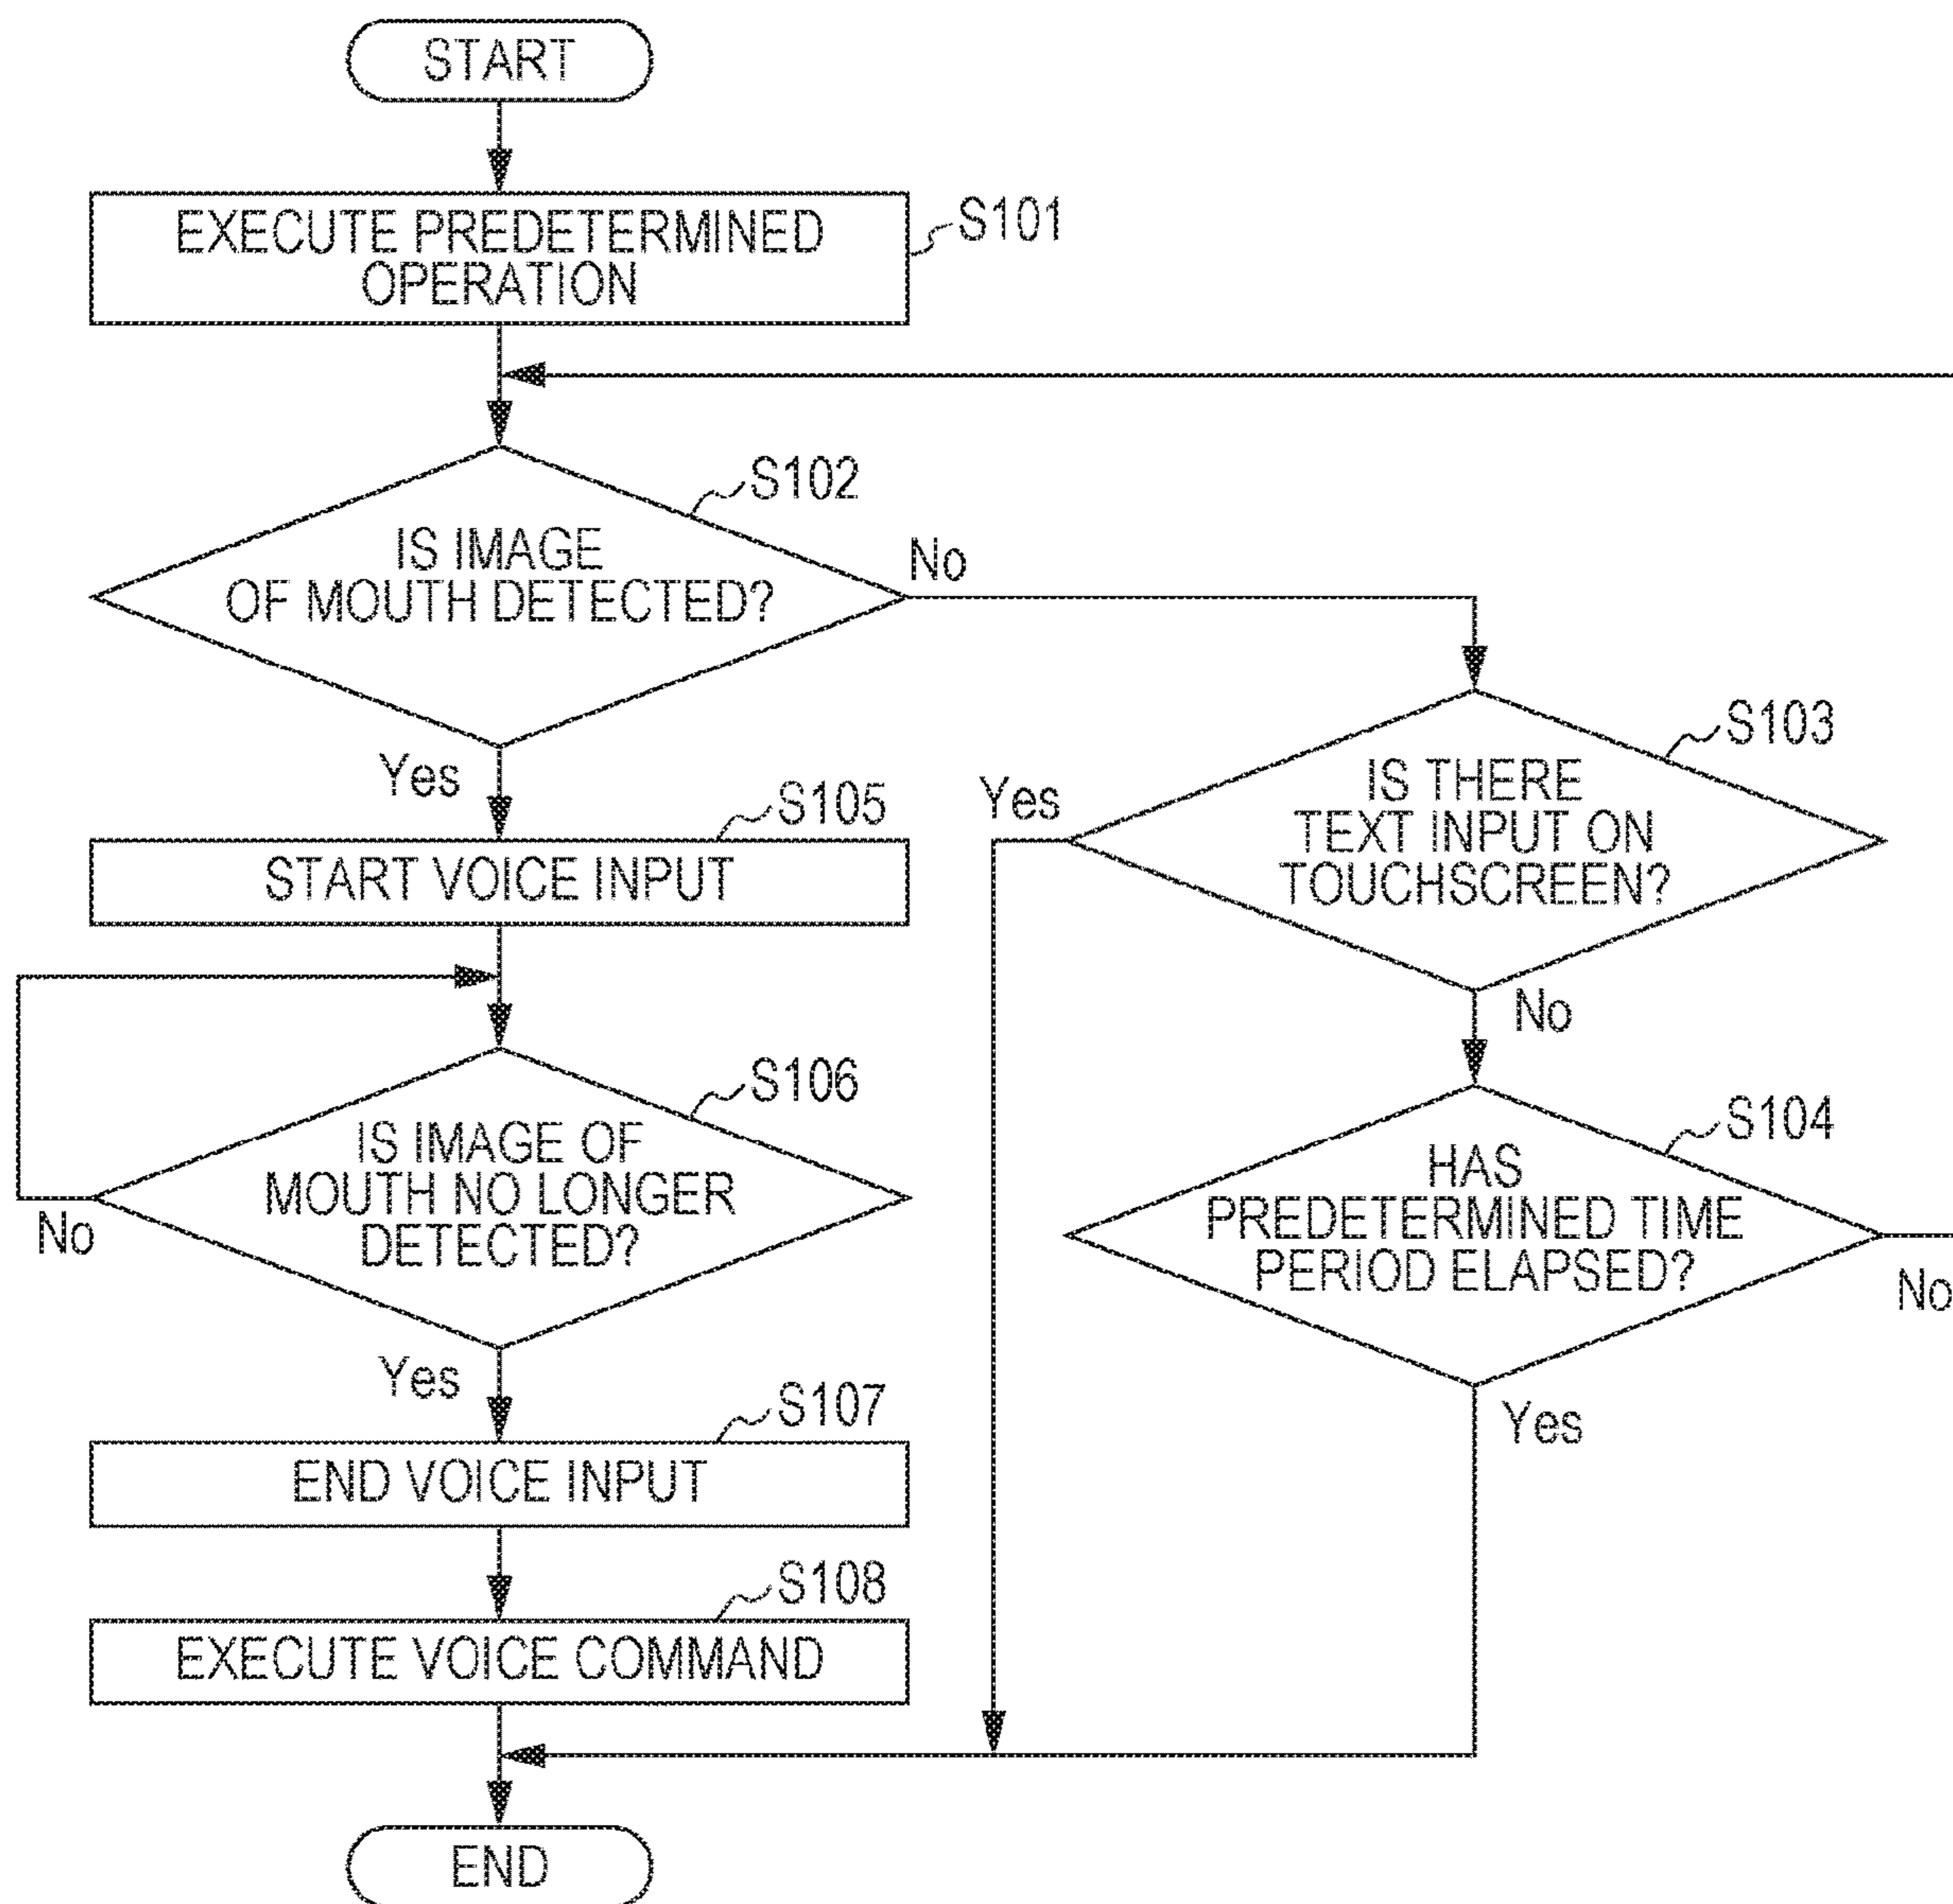 START
EXECUTE PREDETERMINED
OPERATION
S101
S102
IS IMAGE
OF MOUTH DETECTED?
No
Yes
S103
IS THERE
TEXT INPUT ON
TOUCHSCREEN?
Yes
No
S105
START VOICE INPUT
S104
HAS
PREDETERMINED TIME
PERIOD ELAPSED?
No
Yes
S106
IS IMAGE OF
MOUTH NO LONGER
DETECTED?
No
Yes
S107
END VOICE INPUT
S108
EXECUTE VOICE COMMAND
END